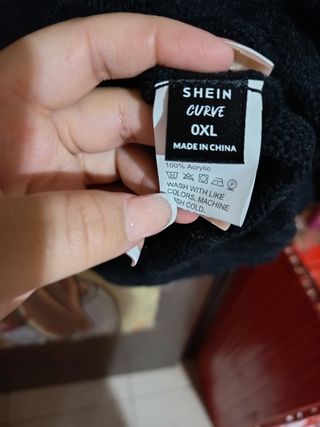 SHEIN
CURVE
0XL
MADE IN CHINA
100% Acrylic
WASH WITH LIKE
COLORS, MACHINE
WASH COLD.